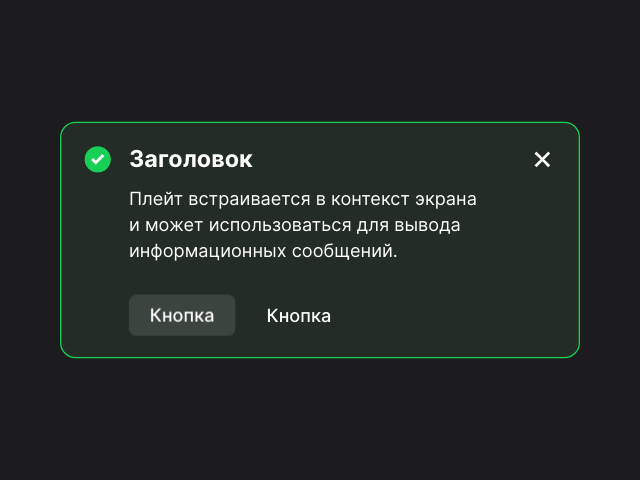 Заголовок
Плейт встраивается в контекст экрана
и может использоваться для вывода
информационных сообщений.
Кнопка Кнопка